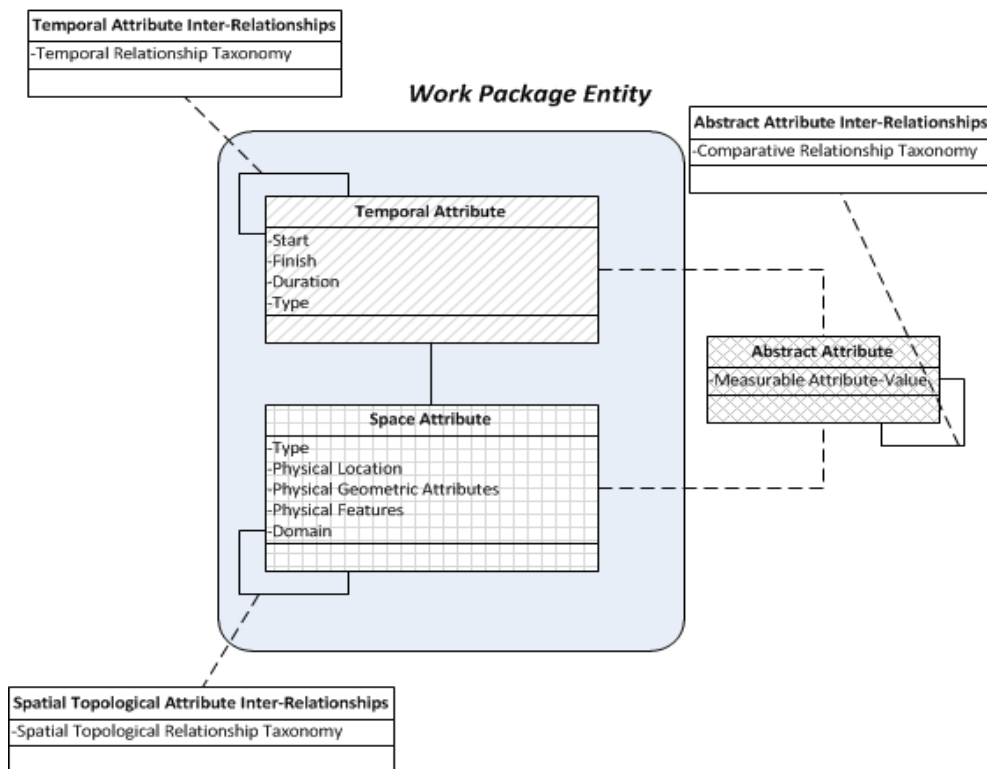 Temporal Attribute Inter-Relationships
-Temporal Relationship Taxonomy
Work Package Entity
Abstract Attribute Inter-Relationships
-Comparative Relationship Taxonomy
Temporal Attribute
-Start
-Finish
-Duration
-Type
Abstract Attribute
-Measurable Attribute-Value
Space Attribute
-Type
-Physical Location
-Physical Geometric Attributes
-Physical Features
-Domain
Spatial Topological Attribute Inter-Relationships
-Spatial Topological Relationship Taxonomy